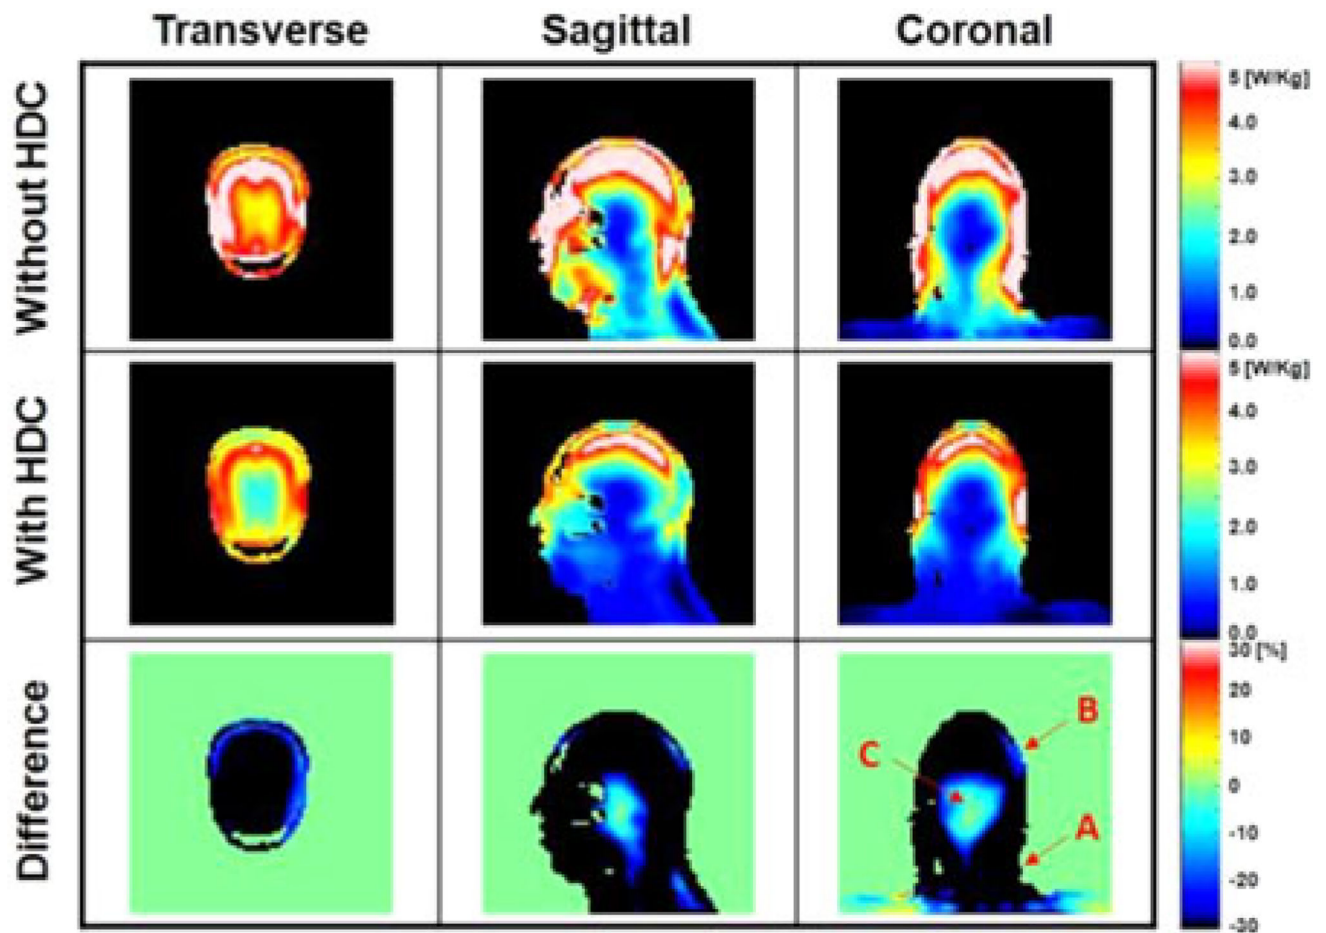 Transverse Sagittal Coronal
Without HDC
5 [W/Kg]
4.0
3.0
2.0
1.0
0.0
With HDC
5 [W/Kg]
4.0
3.0
2.0
1.0
0.0
Difference
30 [%]
20
10
0
-10
-20
-30
B
C
A